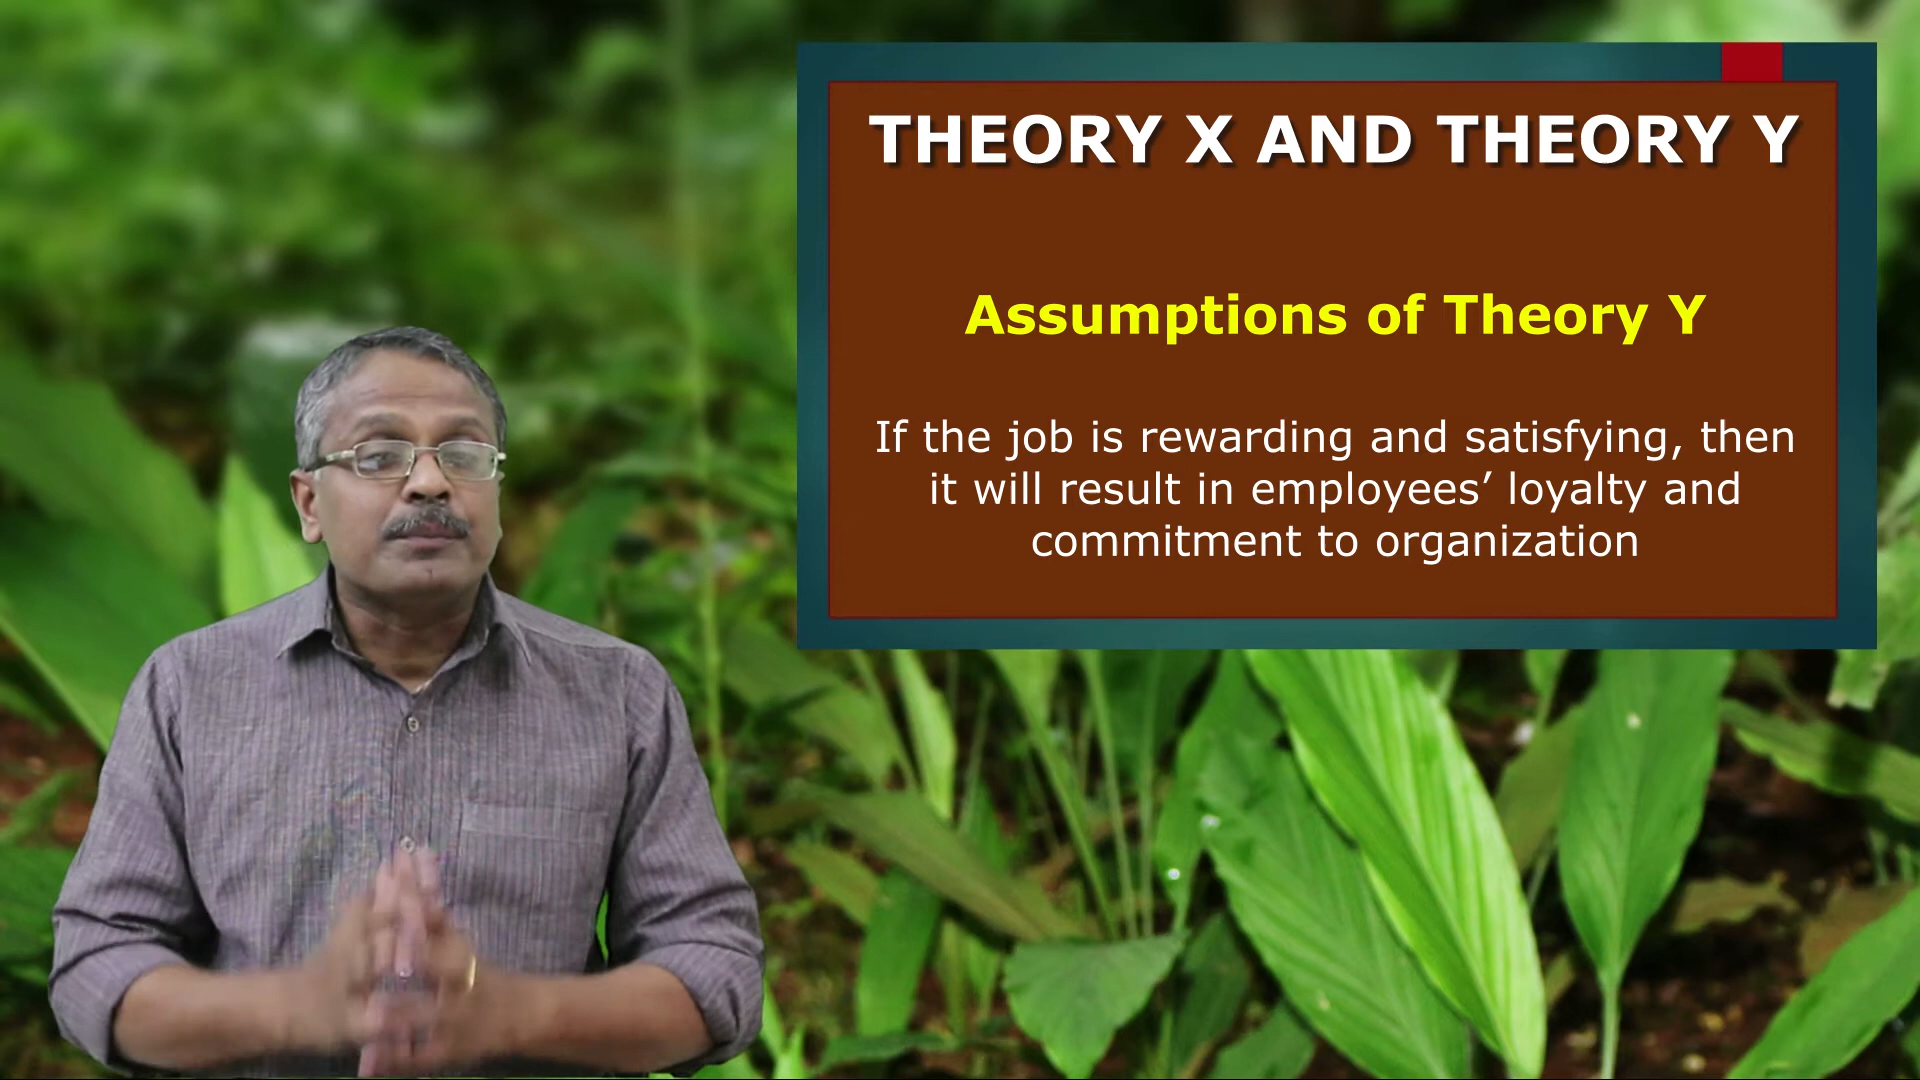 THEORY X AND THEORY Y
Assumptions of Theory Y
If the job is rewarding and satisfying, then
it will result in employees’ loyalty and
commitment to organization